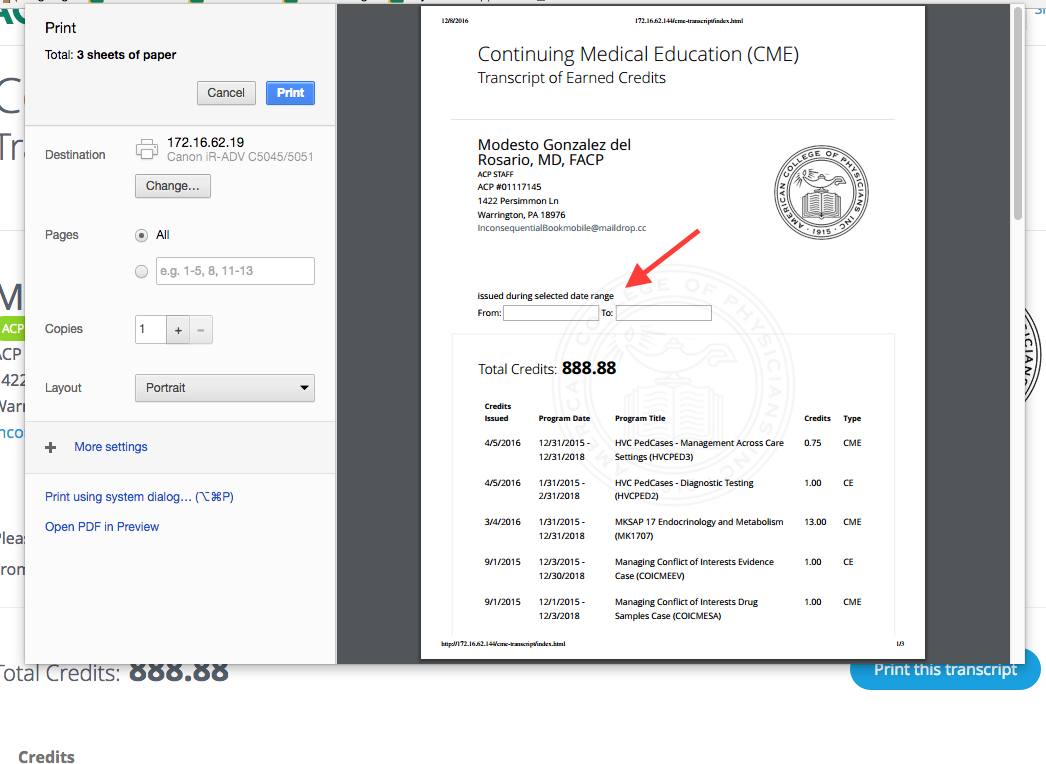 Print
Total: 3 sheets of paper
Cancel
Print
Destination
172.16.62.19
Canon iR-ADV C5045/5051
Change...
Pages
All
e.g. 1-5, 8, 11-13
Copies
1
+
−
Layout
Portrait
+ More settings
Print using system dialog... (⌥⌘P)
Open PDF in Preview
12/8/2016 172.16.62.144/cme-transcript/index.html
Continuing Medical Education (CME)
Transcript of Earned Credits
Modesto Gonzalez del
Rosario, MD, FACP
ACP STAFF
ACP #01117145
1422 Persimmon Ln
Warrington, PA 18976
InconsequentialBookmobile@maildrop.cc
AMERICAN COLLEGE OF PHYSICIANS INC
1915
issued during selected date range
From: To:
Total Credits: 888.88
Credits
Issued Program Date Program Title Credits Type
4/5/2016 12/31/2015 - HVC PedCases - Management Across Care 0.75 CME
12/31/2018 Settings (HVCPED3)
4/5/2016 1/31/2015 - HVC PedCases - Diagnostic Testing 1.00 CE
2/31/2018 (HVCPED2)
3/4/2016 1/31/2015 - MKSAP 17 Endocrinology and Metabolism 13.00 CME
12/31/2018 (MK1707)
9/1/2015 12/3/2015 - Managing Conflict of Interests Evidence 1.00 CE
12/30/2018 Case (COICMEEV)
9/1/2015 12/1/2015 - Managing Conflict of Interests Drug 1.00 CME
12/3/2018 Samples Case (COICMESA)
http://172.16.62.144/cme-transcript/index.html 1/3
ACP
Total Credits: 888.88
Print this transcript
Credits